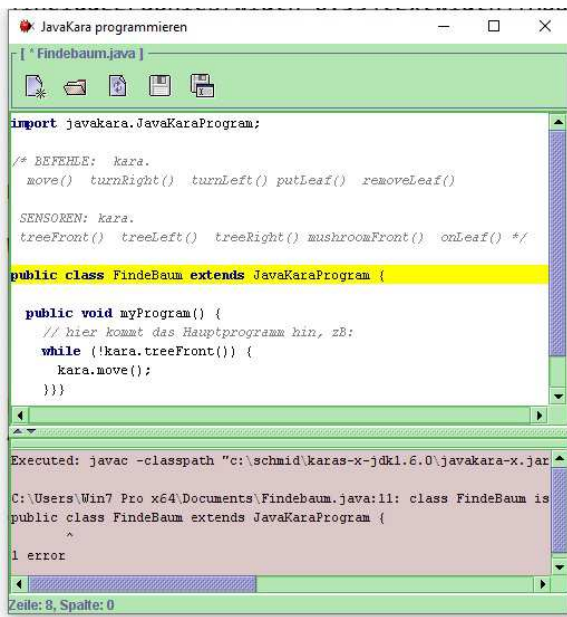 JavaKara programmieren
[ * Findebaum.java ]
import javakara.JavaKaraProgram;
/* BEFEHLE: kara.
move() turnRight() turnLeft() putLeaf() removeLeaf()
SENSOREN: kara.
treeFront() treeLeft() treeRight() mushroomFront() onLeaf() */
public class FindeBaum extends JavaKaraProgram {
public void myProgram() {
// hier kommt das Hauptprogramm hin, zB:
while (!kara.treeFront()) {
kara.move();
}}}
Executed: javac -classpath "c:\schmid\karas-x-jdk1.6.0\javakara-x.jar
C:\Users\Win7 Pro x64\Documents\Findebaum.java:11: class FindeBaum is
public class FindeBaum extends JavaKaraProgram {
^
1 error
Zeile: 8, Spalte: 0